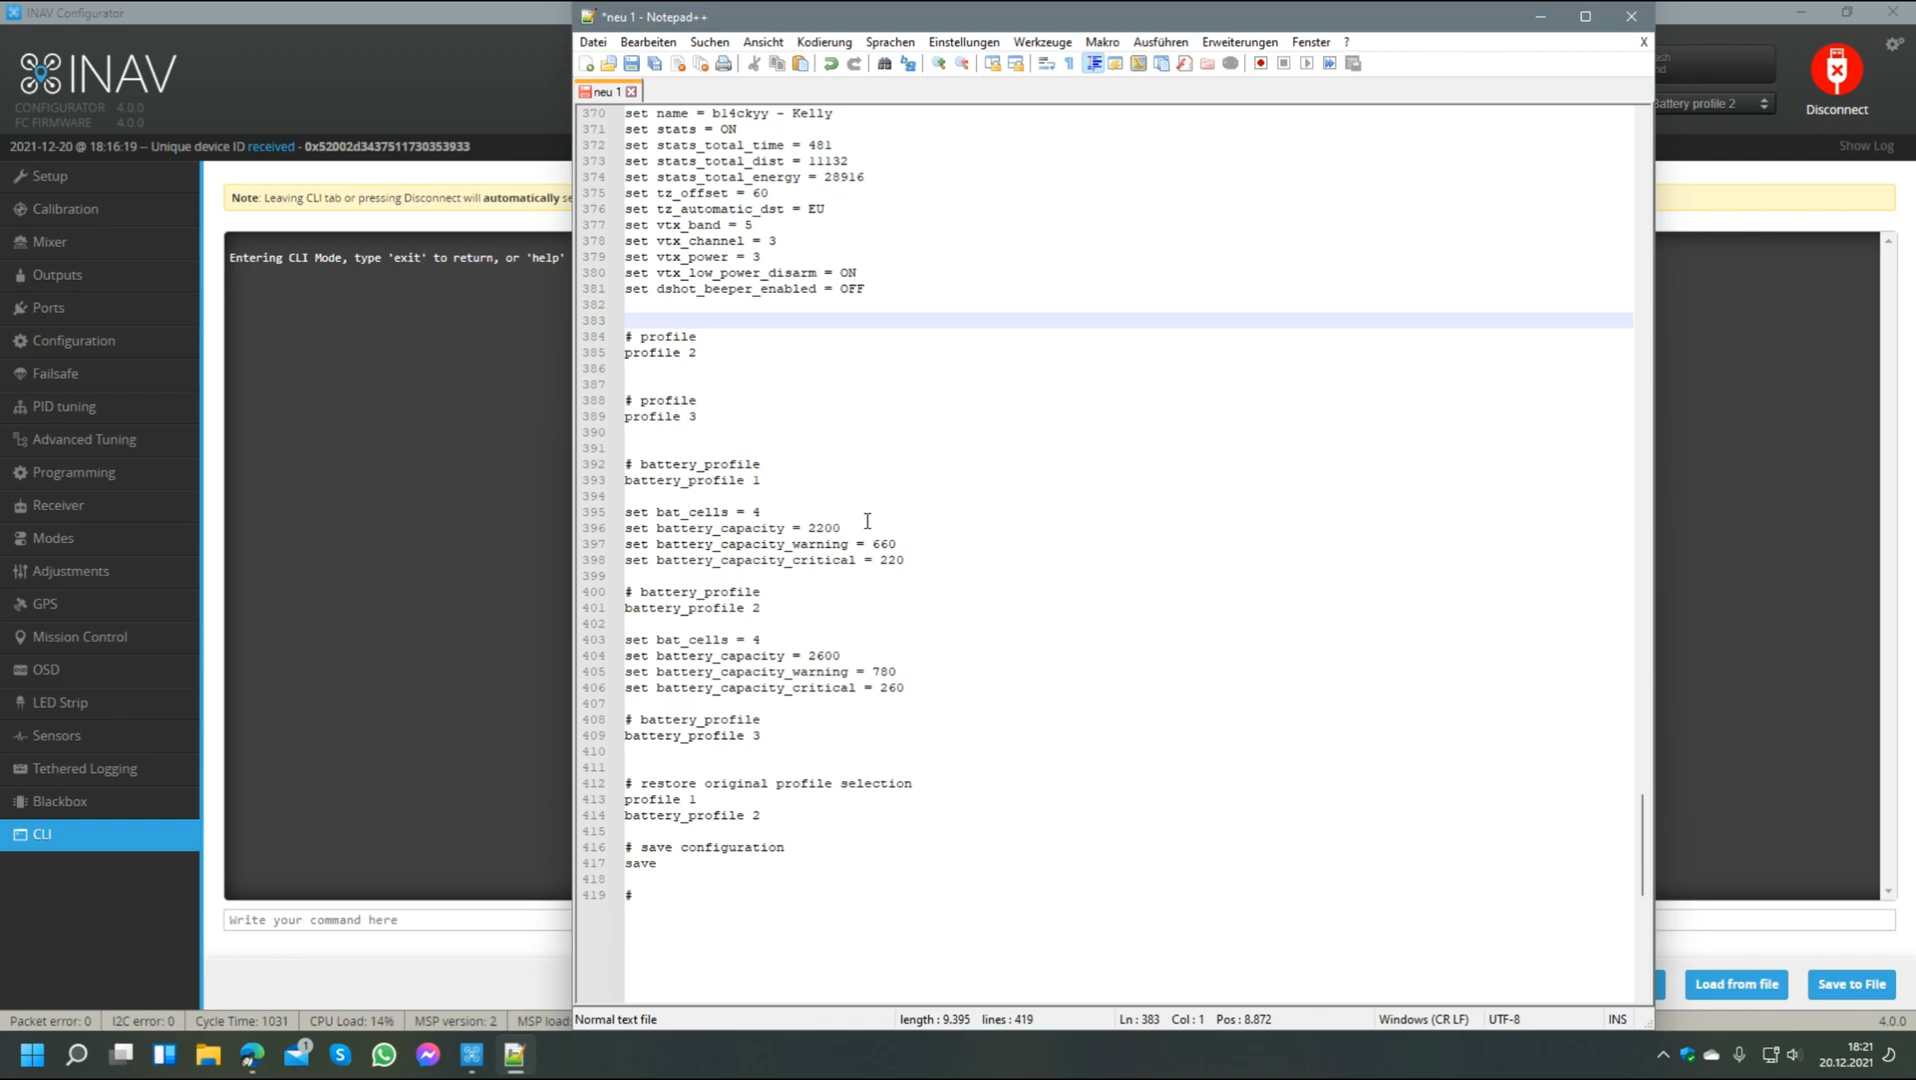 INAV Configurator
INAV
CONFIGURATOR 4.0.0
FC FIRMWARE 4.0.0
2021-12-20 @ 18:16:19 -- Unique device ID received - 0x52002d3437511730353933
Setup
Calibration
Mixer
Outputs
Ports
Configuration
Failsafe
PID tuning
Advanced Tuning
Programming
Receiver
Modes
Adjustments
GPS
Mission Control
OSD
LED Strip
Sensors
Tethered Logging
Blackbox
CLI
Note: Leaving CLI tab or pressing Disconnect will automatically se
Entering CLI Mode, type 'exit' to return, or 'help'
Write your command here
*neu 1 - Notepad++
Datei Bearbeiten Suchen Ansicht Kodierung Sprachen Einstellungen Werkzeuge Makro Ausführen Erweiterungen Fenster ? X
neu 1
370 set name = bl4ckyy - Kelly
371 set stats = ON
372 set stats_total_time = 481
373 set stats_total_dist = 11132
374 set stats_total_energy = 28916
375 set tz_offset = 60
376 set tz_automatic_dst = EU
377 set vtx_band = 5
378 set vtx_channel = 3
379 set vtx_power = 3
380 set vtx_low_power_disarm = ON
381 set dshot_beeper_enabled = OFF
382
383
384 # profile
385 profile 2
386
387
388 # profile
389 profile 3
390
391
392 # battery_profile
393 battery_profile 1
394
395 set bat_cells = 4
396 set battery_capacity = 2200
397 set battery_capacity_warning = 660
398 set battery_capacity_critical = 220
399
400 # battery_profile
401 battery_profile 2
402
403 set bat_cells = 4
404 set battery_capacity = 2600
405 set battery_capacity_warning = 780
406 set battery_capacity_critical = 260
407
408 # battery_profile
409 battery_profile 3
410
411
412 # restore original profile selection
413 profile 1
414 battery_profile 2
415
416 # save configuration
417 save
418
419 #
Normal text file length : 9.395 lines : 419 Ln : 383 Col : 1 Pos : 8.872 Windows (CR LF) UTF-8 INS
Battery profile 2
Disconnect
Show Log
Load from file
Save to File
Packet error: 0 I2C error: 0 Cycle Time: 1031 CPU Load: 14% MSP version: 2 MSP load: 4.0.0
1
18:21
20.12.2021